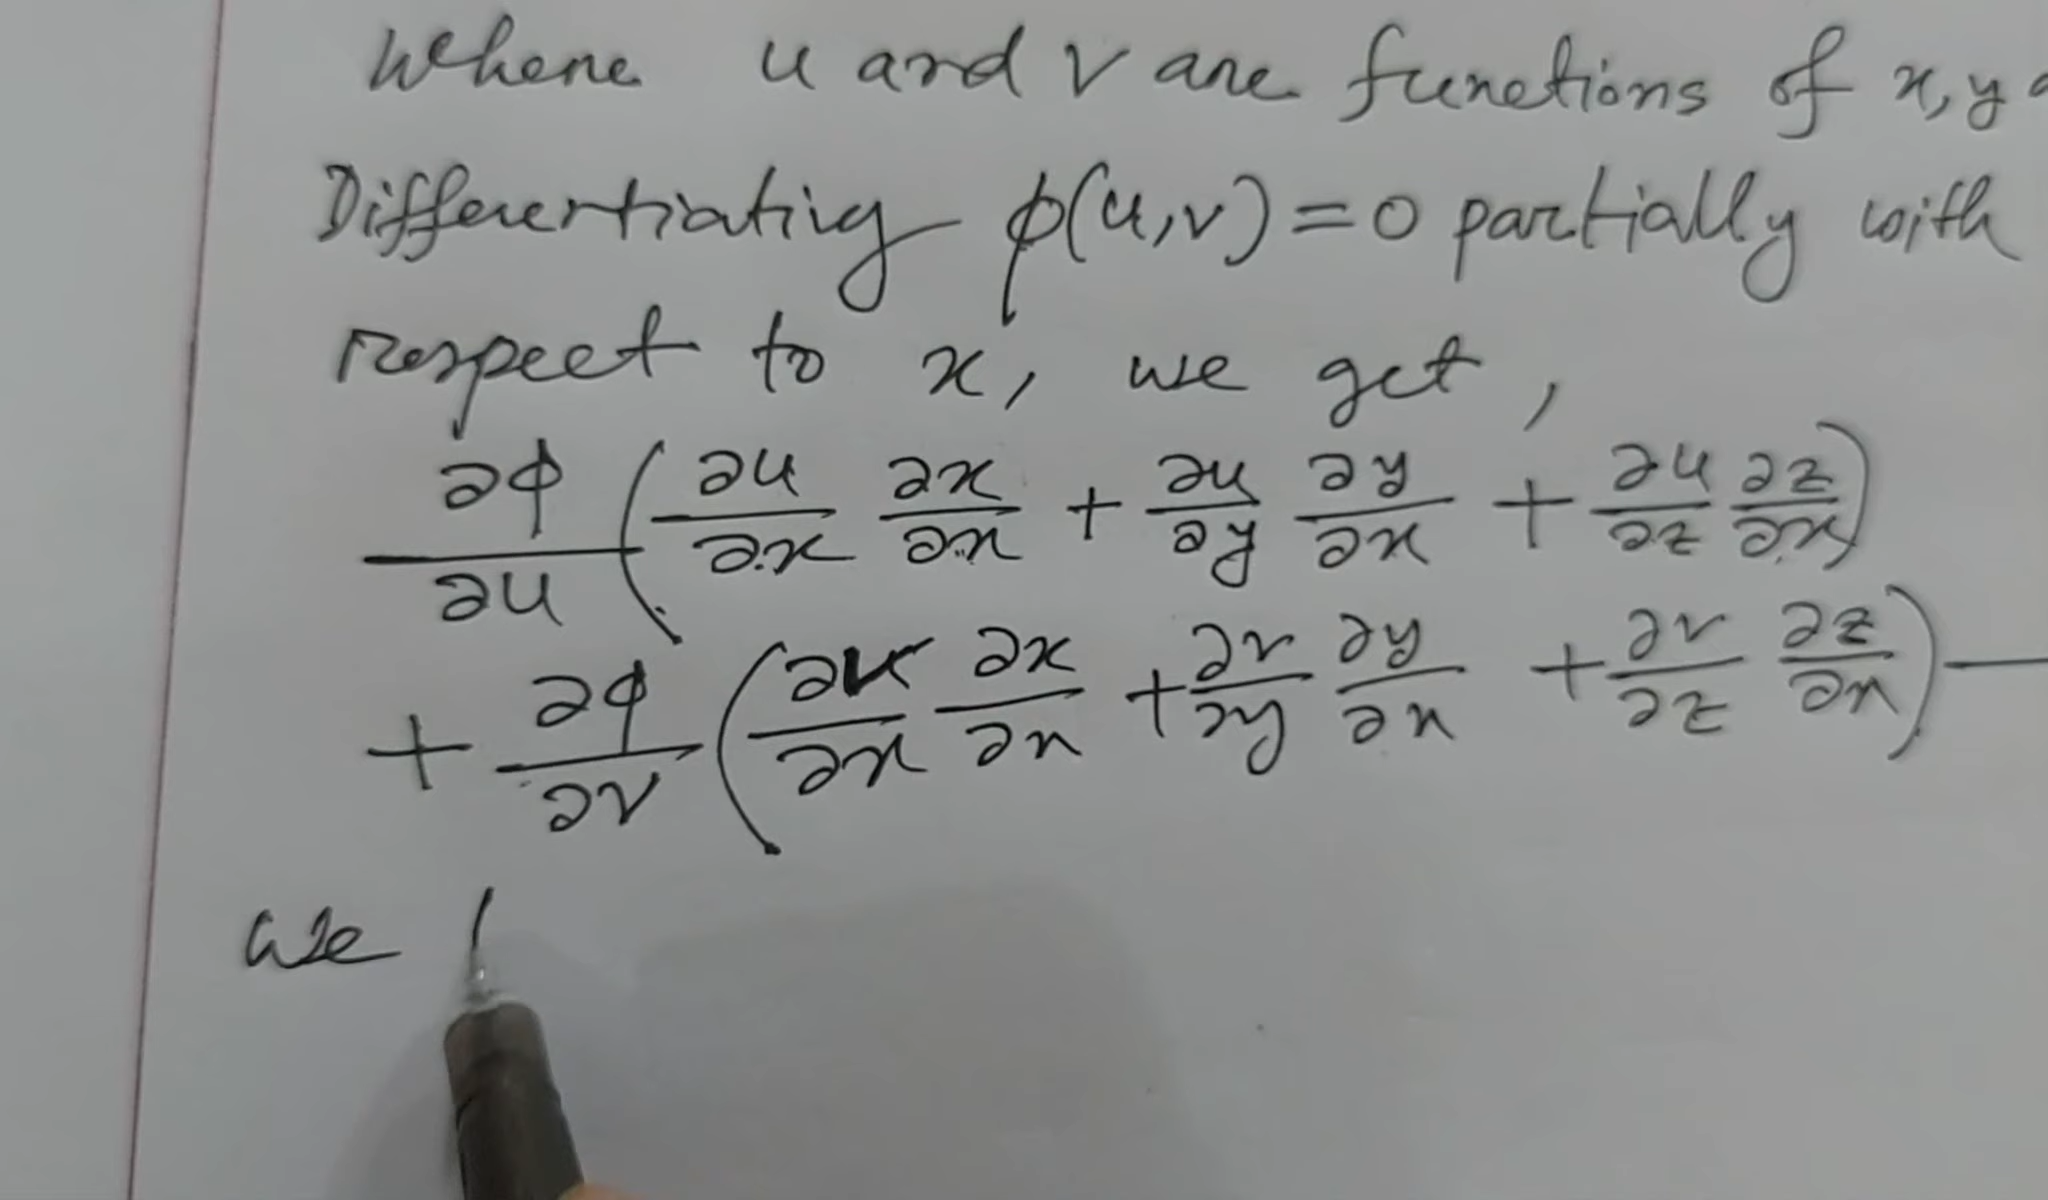 Where u and v are functions of x, y
Differentiating ϕ(u,v)=0 partially with
respect to x, we get,
∂ϕ/∂u (∂u/∂x ∂x/∂x + ∂u/∂y ∂y/∂x + ∂u/∂z ∂z/∂x)
+ ∂ϕ/∂v (∂v/∂x ∂x/∂x + ∂v/∂y ∂y/∂x + ∂v/∂z ∂z/∂x) —
We